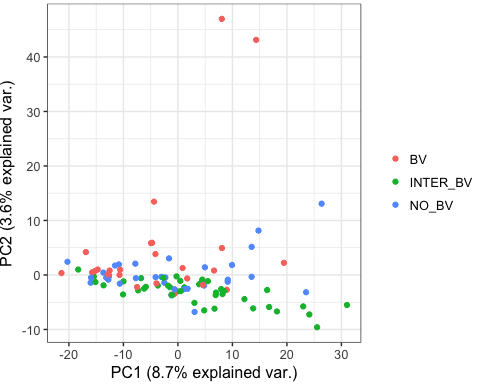 PC2 (3.6% explained var.)
40
30
20
10
0
-10
-20
-10
0
10
20
30
PC1 (8.7% explained var.)
BV
INTER_BV
NO_BV